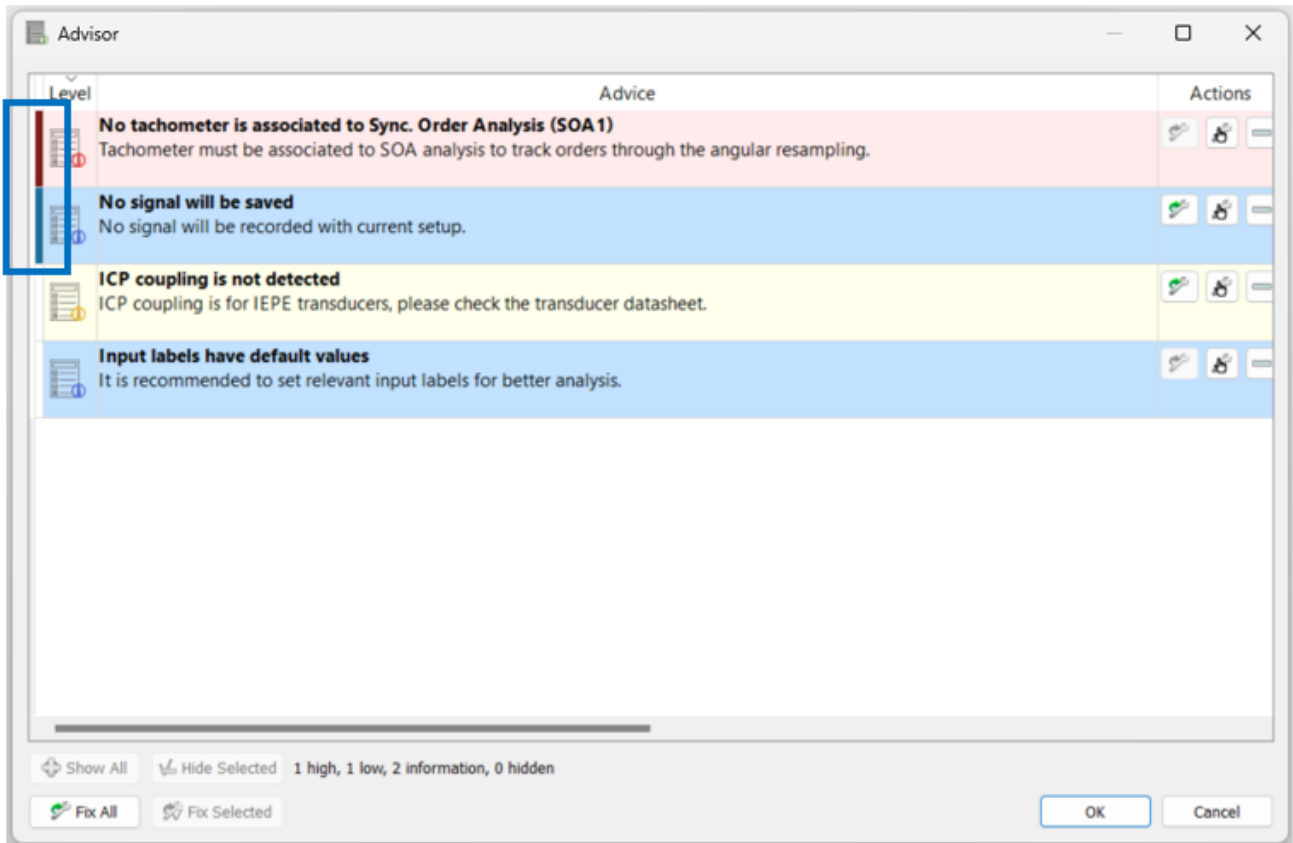 Advisor
Level Advice Actions
No tachometer is associated to Sync. Order Analysis (SOA1)
Tachometer must be associated to SOA analysis to track orders through the angular resampling.
No signal will be saved
No signal will be recorded with current setup.
ICP coupling is not detected
ICP coupling is for IEPE transducers, please check the transducer datasheet.
Input labels have default values
It is recommended to set relevant input labels for better analysis.
Show All Hide Selected 1 high, 1 low, 2 information, 0 hidden
Fix All Fix Selected OK Cancel